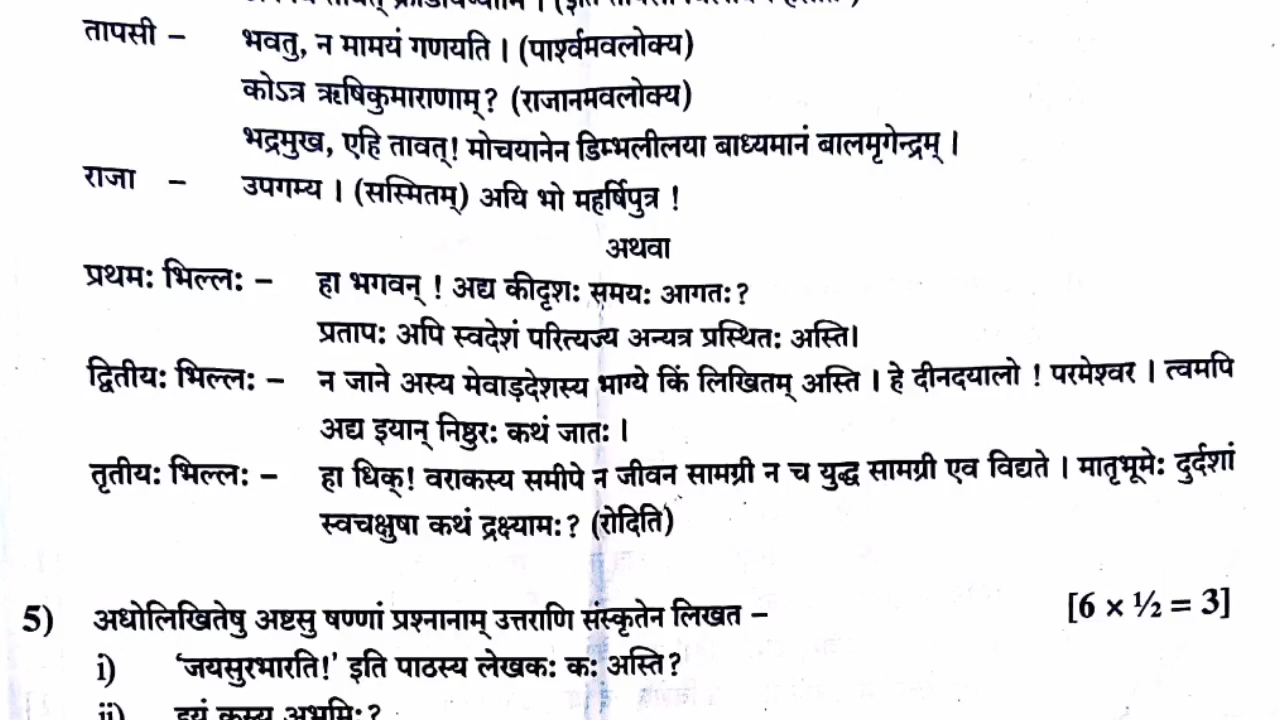 तापसी – भवतु, न मामयं गणयति । (पार्श्वमवलोक्य)
कोऽत्र ऋषिकुमाराणाम्? (राजानमवलोक्य)
भद्रमुख, एहि तावत्! मोचयानेन डिम्भलीलया बाध्यमानं बालमृगेन्द्रम् ।
राजा – उपगम्य । (सस्मितम्) अयि भो महर्षिपुत्र !
अथवा
प्रथमः भिल्लः – हा भगवन् ! अद्य कीदृशः समयः आगतः?
प्रतापः अपि स्वदेशं परित्यज्य अन्यत्र प्रस्थितः अस्ति।
द्वितीयः भिल्लः – न जाने अस्य मेवाड़देशस्य भाग्ये किं लिखितम् अस्ति । हे दीनदयालो ! परमेश्वर । त्वमपि
अद्य इयान् निष्ठुरः कथं जातः ।
तृतीयः भिल्लः – हा धिक्! वराकस्य समीपे न जीवन सामग्री न च युद्ध सामग्री एव विद्यते । मातृभूमेः दुर्दशां
स्वचक्षुषा कथं द्रक्ष्यामः? (रोदिति)
5) अधोलिखितेषु अष्टसु षण्णां प्रश्नानाम् उत्तराणि संस्कृतेन लिखत – [6 × ½ = 3]
i) ‘जयसुरभारति!’ इति पाठस्य लेखकः कः अस्ति?
ii) इयं कस्य